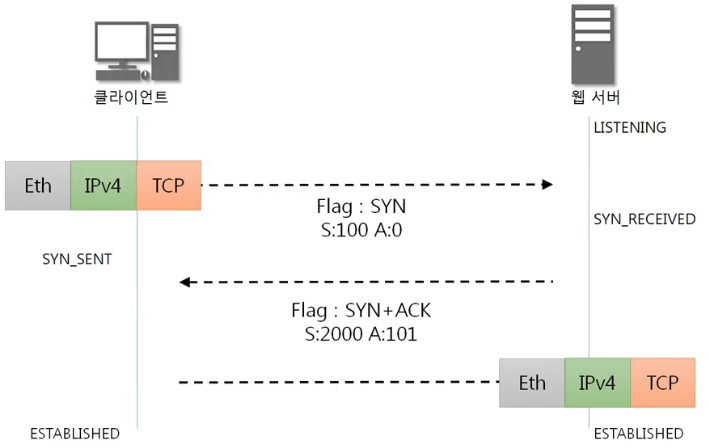 클라이언트
웹 서버
LISTENING
Eth IPv4 TCP
Flag : SYN
S:100 A:0
SYN_RECEIVED
SYN_SENT
Flag : SYN+ACK
S:2000 A:101
Eth IPv4 TCP
ESTABLISHED
ESTABLISHED